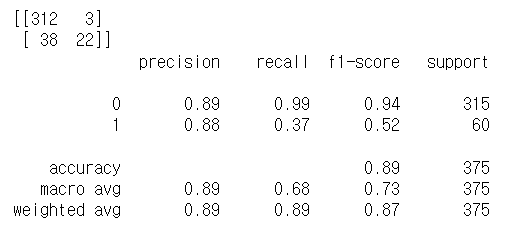 [[312   3]
 [ 38  22]]
              precision    recall  f1-score   support
           0       0.89      0.99      0.94       315
           1       0.88      0.37      0.52        60
    accuracy                           0.89       375
   macro avg       0.89      0.68      0.73       375
weighted avg       0.89      0.89      0.87       375